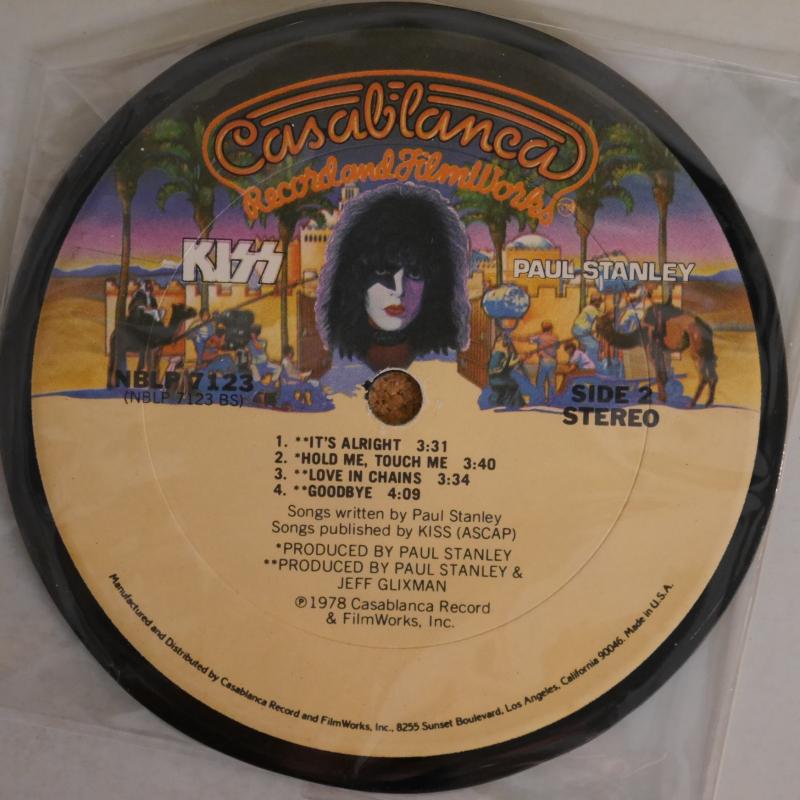 Casablanca
Record and FilmWorks
KISS
PAUL STANLEY
NBLP 7123
(NBLP 7123 BS)
SIDE 2
STEREO
1. **IT'S ALRIGHT 3:31
2. *HOLD ME, TOUCH ME 3:40
3. **LOVE IN CHAINS 3:34
4. **GOODBYE 4:09
Songs written by Paul Stanley
Songs published by KISS (ASCAP)
*PRODUCED BY PAUL STANLEY
**PRODUCED BY PAUL STANLEY &
JEFF GLIXMAN
℗1978 Casablanca Record
& FilmWorks, Inc.
Manufactured and Distributed by Casablanca Record and FilmWorks, Inc., 8255 Sunset Boulevard, Los Angeles, California 90046. Made in U.S.A.